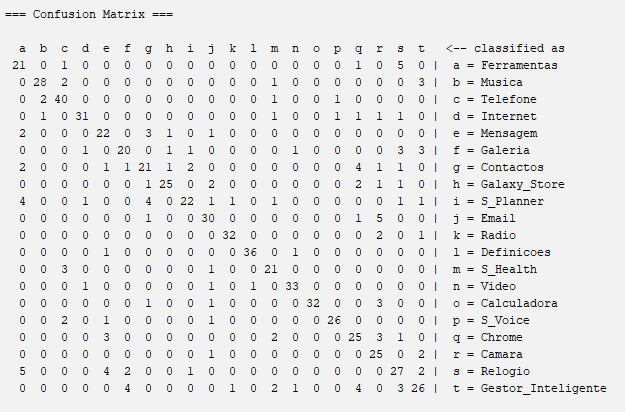 === Confusion Matrix ===
a b c d e f g h i j k l m n o p q r s t <-- classified as
21 0 1 0 0 0 0 0 0 0 0 0 0 0 0 0 1 0 5 0 | a = Ferramentas
0 28 2 0 0 0 0 0 0 0 0 0 1 0 0 0 0 0 0 3 | b = Musica
0 2 40 0 0 0 0 0 0 0 0 0 1 0 0 1 0 0 0 0 | c = Telefone
0 1 0 31 0 0 0 0 0 0 0 0 1 0 0 1 1 1 1 0 | d = Internet
2 0 0 0 22 0 3 1 0 1 0 0 0 0 0 0 0 0 0 0 | e = Mensagem
0 0 0 1 0 20 0 1 1 0 0 0 0 1 0 0 0 0 3 3 | f = Galeria
2 0 0 0 1 1 21 1 2 0 0 0 0 0 0 0 4 1 1 0 | g = Contactos
0 0 0 0 0 0 1 25 0 2 0 0 0 0 0 0 2 1 1 0 | h = Galaxy_Store
4 0 0 1 0 0 4 0 22 1 1 0 1 0 0 0 0 0 1 1 | i = S_Planner
0 0 0 0 0 0 1 0 0 30 0 0 0 0 0 0 1 5 0 0 | j = Email
0 0 0 0 0 0 0 0 0 0 32 0 0 0 0 0 0 2 0 1 | k = Radio
0 0 0 0 1 0 0 0 0 0 0 36 0 1 0 0 0 0 0 0 | l = Definicoes
0 0 3 0 0 0 0 0 0 1 0 0 21 0 0 0 0 0 0 0 | m = S_Health
0 0 0 1 0 0 0 0 0 1 0 1 0 33 0 0 0 0 0 0 | n = Video
0 0 0 0 0 0 1 0 0 1 0 0 0 0 32 0 0 3 0 0 | o = Calculadora
0 0 2 0 1 0 0 0 0 1 0 0 0 0 0 26 0 0 0 0 | p = S_Voice
0 0 0 0 3 0 0 0 0 0 0 0 2 0 0 0 25 3 1 0 | q = Chrome
0 0 0 0 0 0 0 0 0 1 0 0 0 0 0 0 0 25 0 2 | r = Camara
5 0 0 0 4 2 0 0 1 0 0 0 0 0 0 0 0 0 27 2 | s = Relogio
0 0 0 0 0 4 0 0 0 0 1 0 2 1 0 0 4 0 3 26 | t = Gestor_Inteligente